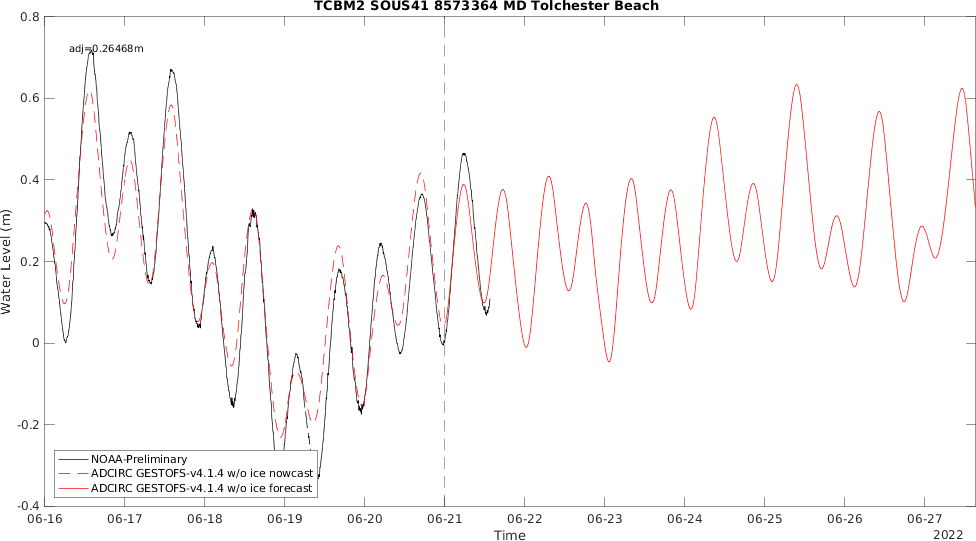 TCBM2 SOUS41 8573364 MD Tolchester Beach
adj=0.26468m
Water Level (m)
0.8
0.6
0.4
0.2
0
-0.2
-0.4
NOAA-Preliminary
ADCIRC GESTOFS-v4.1.4 w/o ice nowcast
ADCIRC GESTOFS-v4.1.4 w/o ice forecast
06-16 06-17 06-18 06-19 06-20 06-21 06-22 06-23 06-24 06-25 06-26 06-27
Time
2022